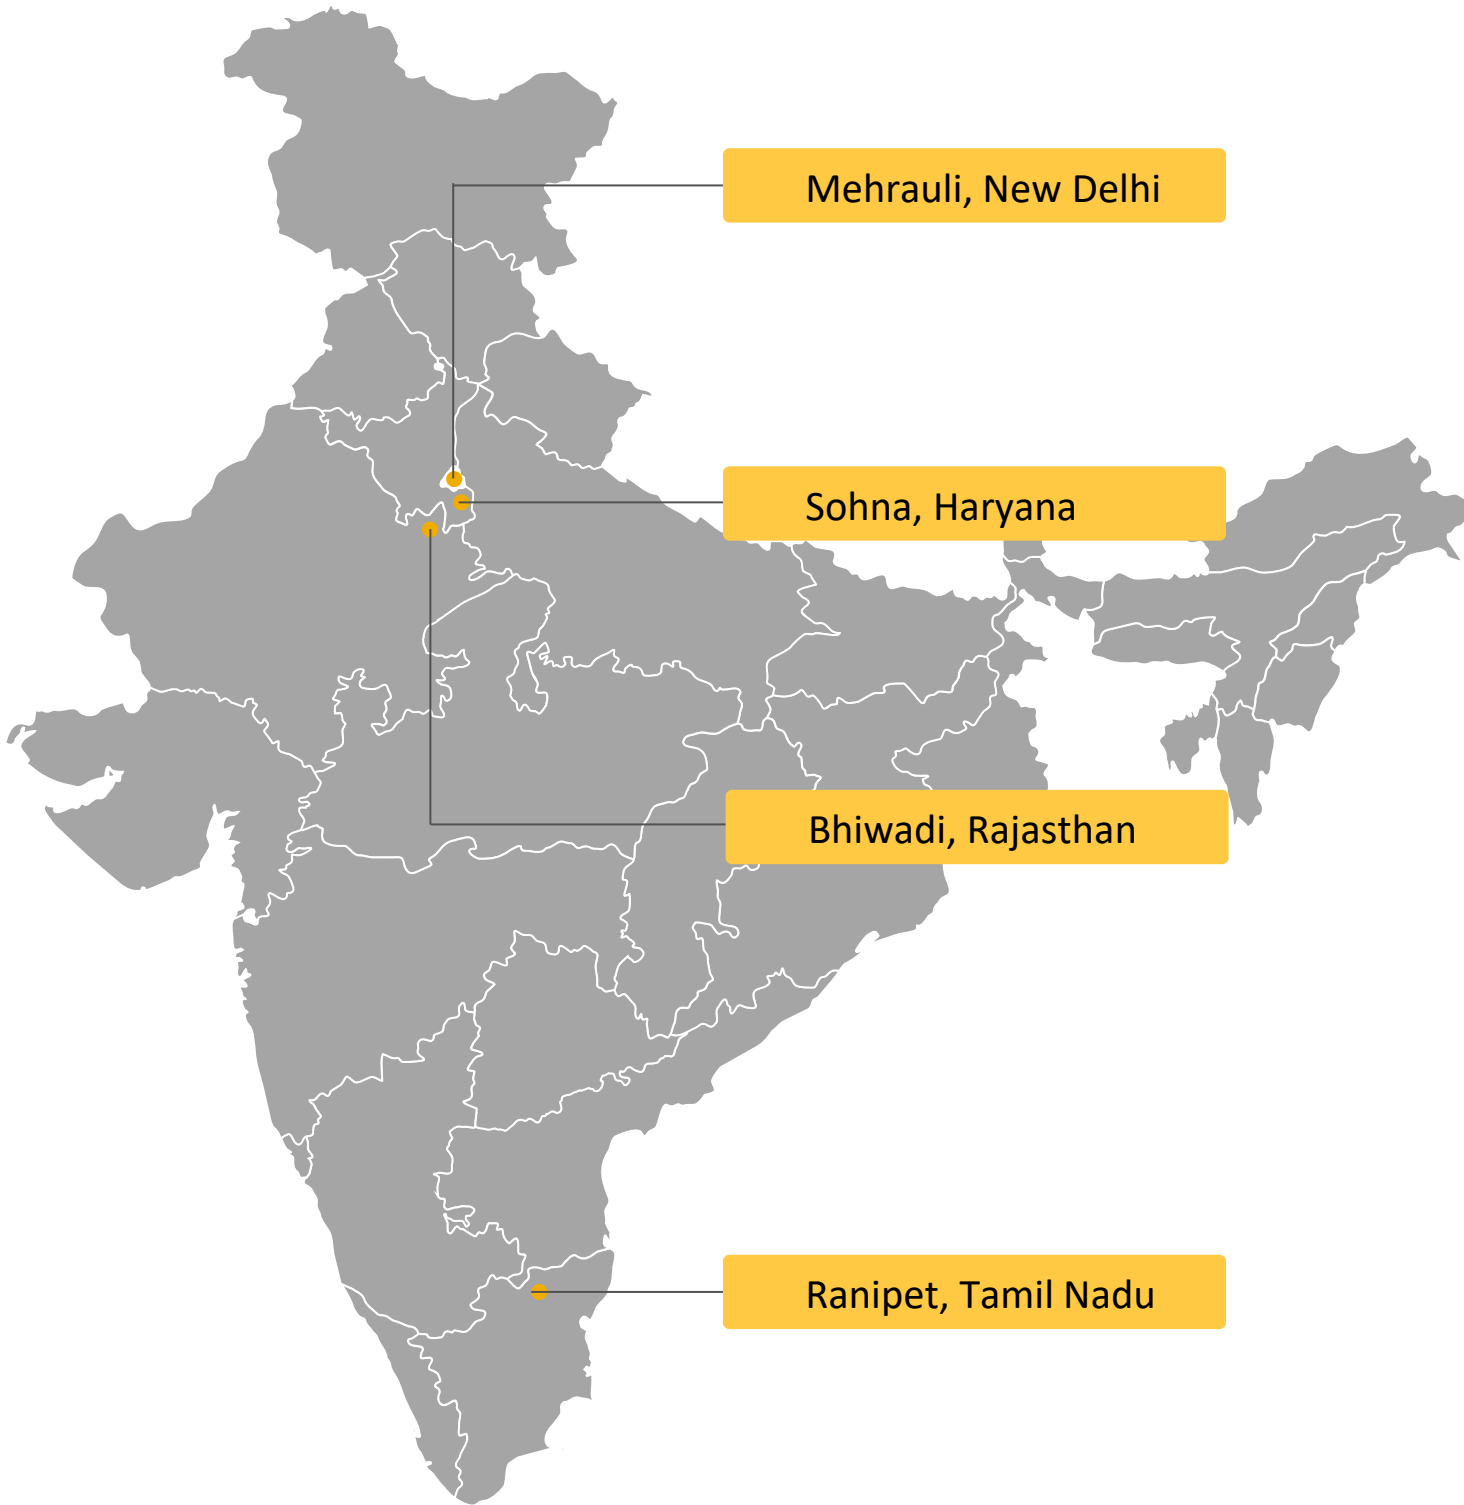 Mehrauli, New Delhi
Sohna, Haryana
Bhiwadi, Rajasthan
Ranipet, Tamil Nadu